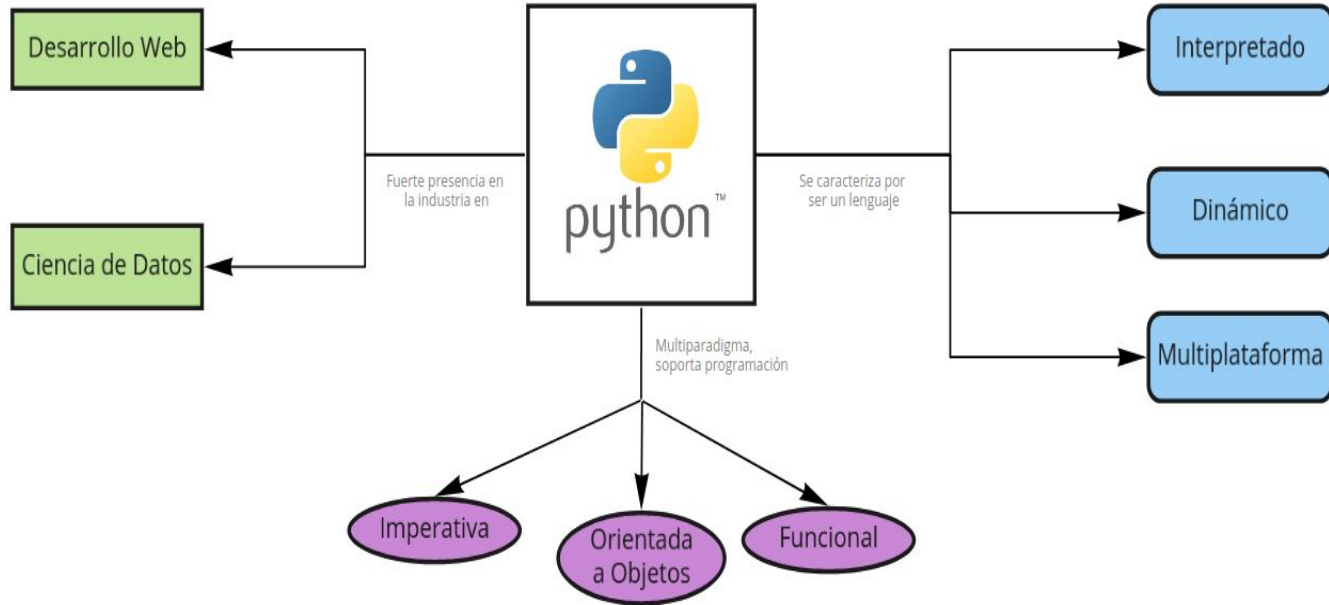 Desarrollo Web
Ciencia de Datos
Fuerte presencia en
la industria en
python™
Se caracteriza por
ser un lenguaje
Interpretado
Dinámico
Multiplataforma
Multiparadigma,
soporta programación
Imperativa
Orientada
a Objetos
Funcional